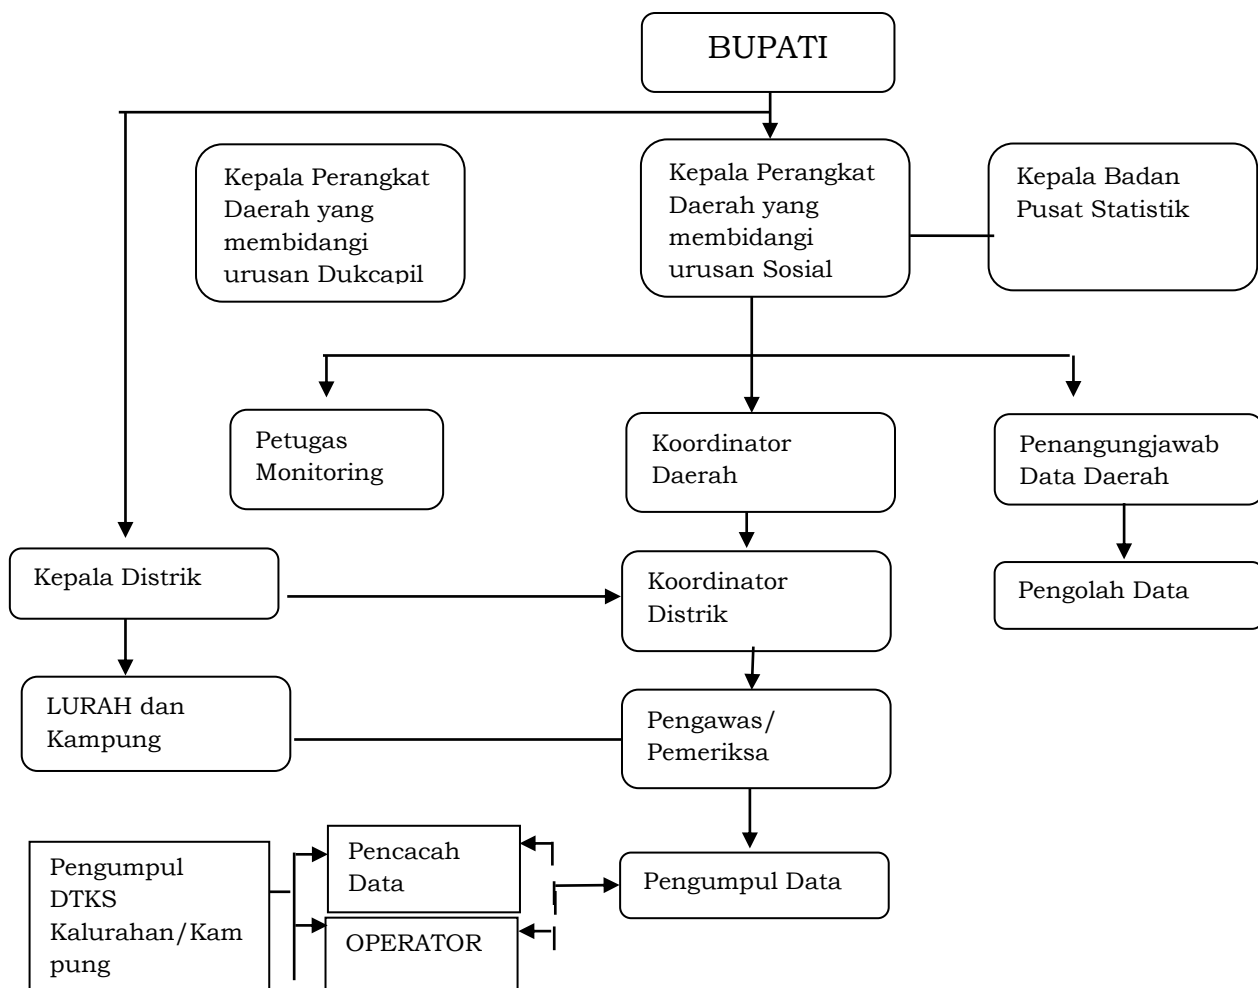 BUPATI
Kepala Perangkat
Daerah yang
membidangi
urusan Dukcapil
Kepala Perangkat
Daerah yang
membidangi
urusan Sosial
Kepala Badan
Pusat Statistik
Petugas
Monitoring
Koordinator
Daerah
Penangungjawab
Data Daerah
Kepala Distrik
Koordinator
Distrik
Pengolah Data
LURAH dan
Kampung
Pengawas/
Pemeriksa
Pengumpul
DTKS
Kalurahan/Kam
pung
Pencacah
Data
OPERATOR
Pengumpul Data